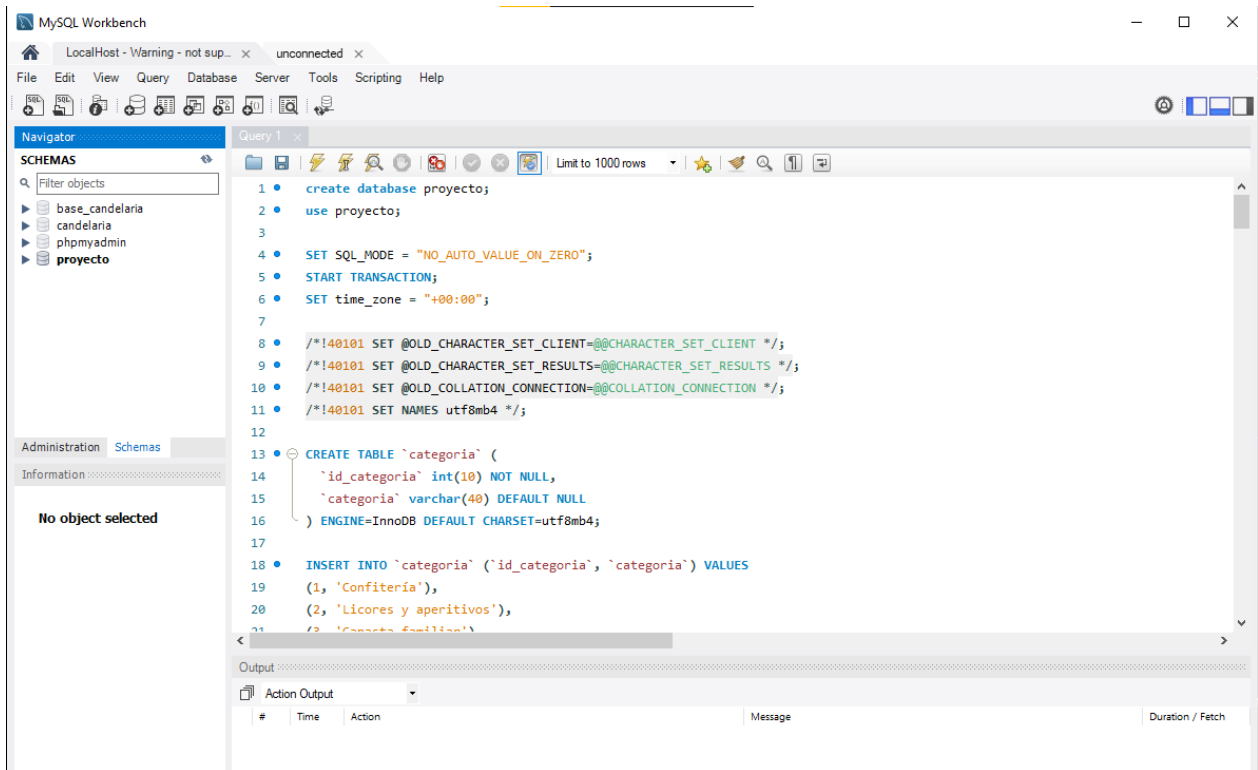 MySQL Workbench
LocalHost - Warning - not sup... unconnected
File Edit View Query Database Server Tools Scripting Help
Navigator
SCHEMAS
Filter objects
base_candelaria
candelaria
phpmyadmin
proyecto
Administration Schemas
Information
No object selected
Query 1
Limit to 1000 rows
1 create database proyecto;
2 use proyecto;
3
4 SET SQL_MODE = "NO_AUTO_VALUE_ON_ZERO";
5 START TRANSACTION;
6 SET time_zone = "+00:00";
7
8 /*!40101 SET @OLD_CHARACTER_SET_CLIENT=@@CHARACTER_SET_CLIENT */;
9 /*!40101 SET @OLD_CHARACTER_SET_RESULTS=@@CHARACTER_SET_RESULTS */;
10 /*!40101 SET @OLD_COLLATION_CONNECTION=@@COLLATION_CONNECTION */;
11 /*!40101 SET NAMES utf8mb4 */;
12
13 CREATE TABLE `categoria` (
14 `id_categoria` int(10) NOT NULL,
15 `categoria` varchar(40) DEFAULT NULL
16 ) ENGINE=InnoDB DEFAULT CHARSET=utf8mb4;
17
18 INSERT INTO `categoria` (`id_categoria`, `categoria`) VALUES
19 (1, 'Confitería'),
20 (2, 'Licores y aperitivos'),
Output
Action Output
# Time Action Message Duration / Fetch